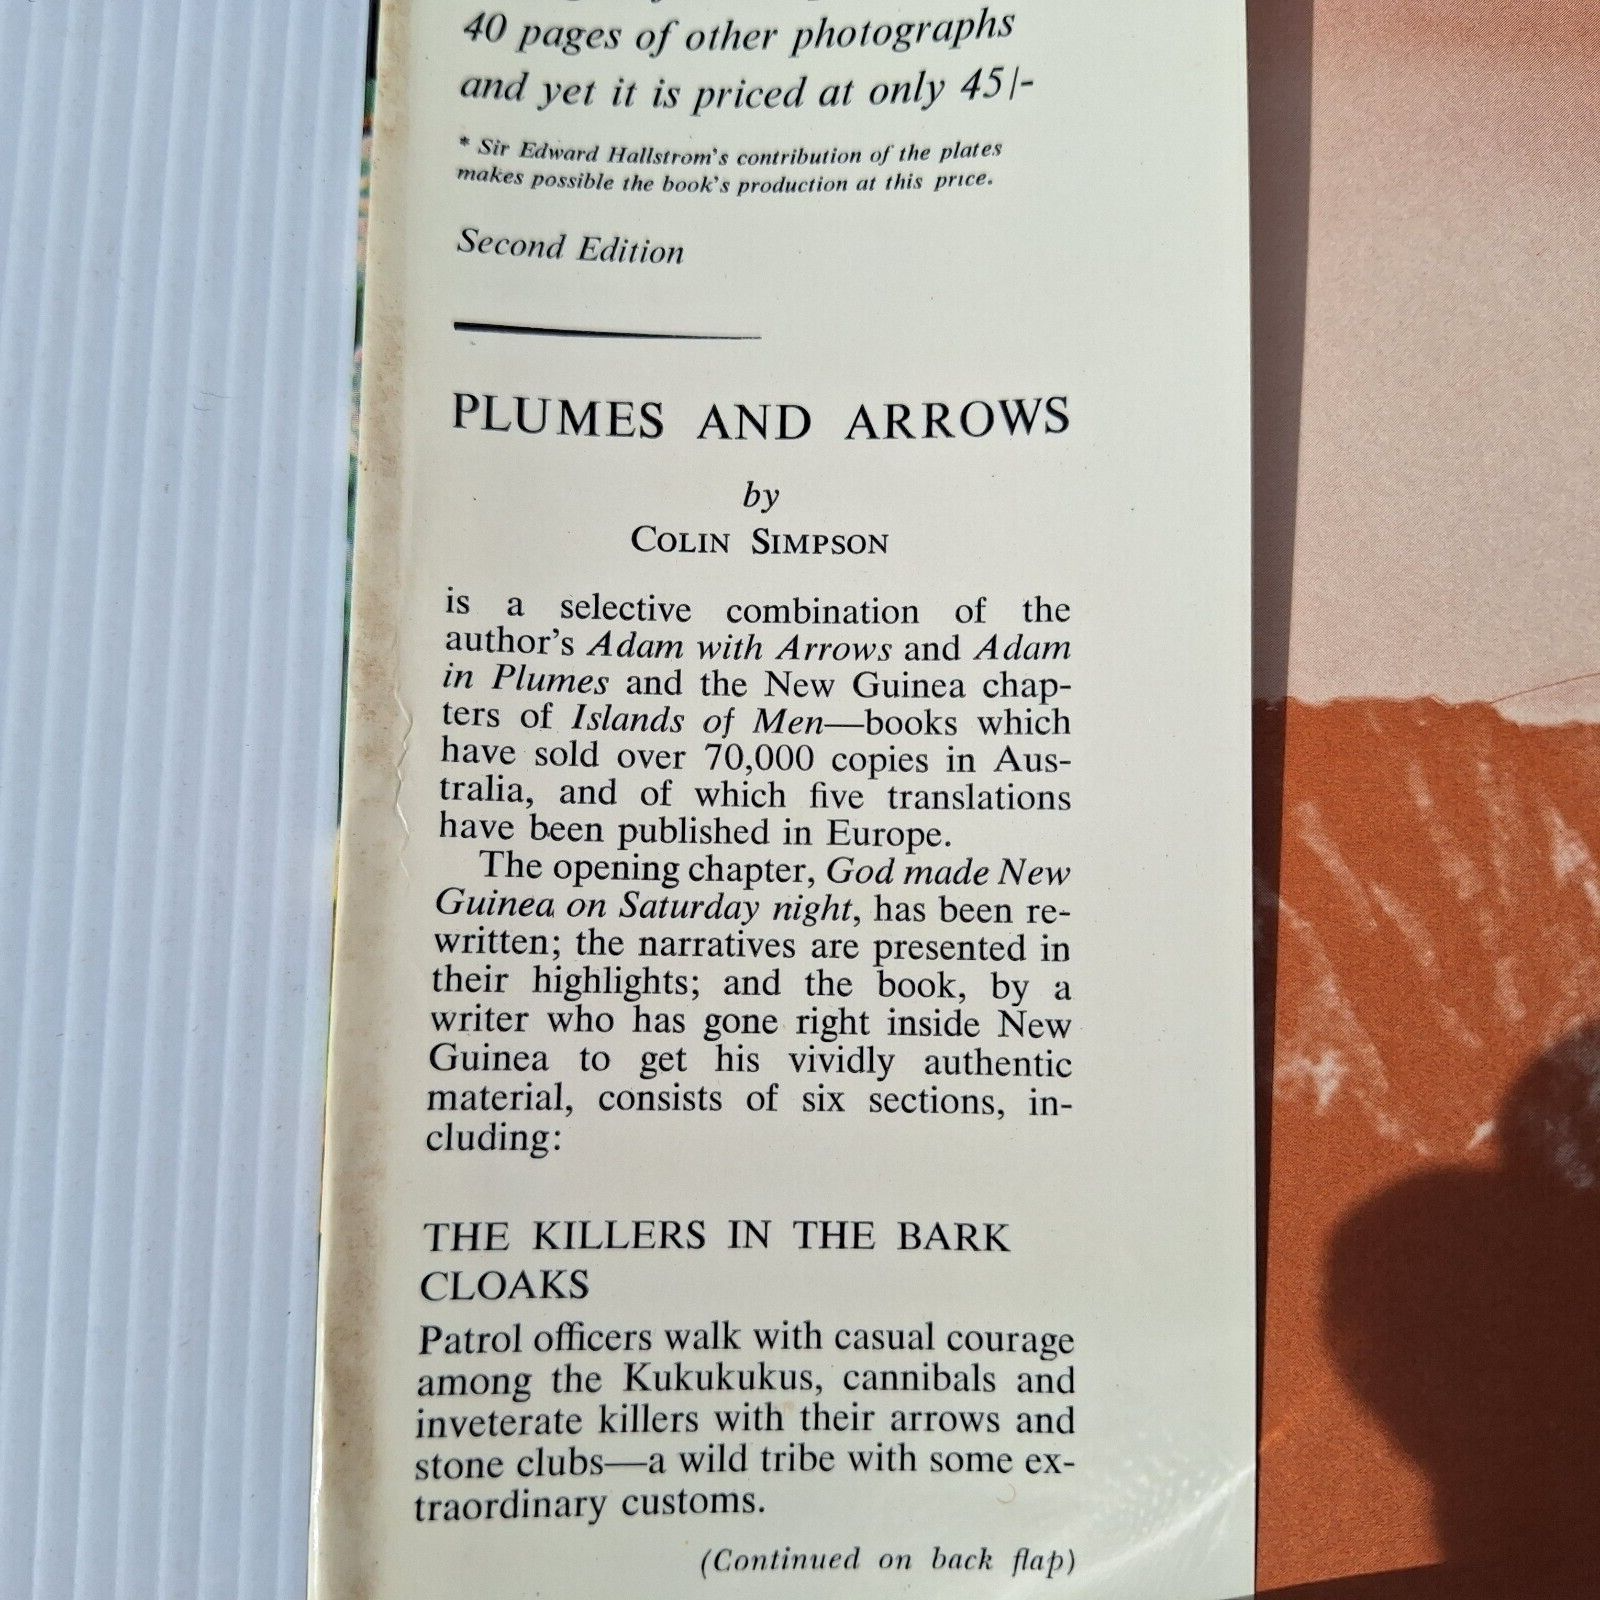 40 pages of other photographs
and yet it is priced at only 45/-
* Sir Edward Hallstrom's contribution of the plates
makes possible the book's production at this price.
Second Edition
PLUMES AND ARROWS
by
COLIN SIMPSON
is a selective combination of the
author's Adam with Arrows and Adam
in Plumes and the New Guinea chap-
ters of Islands of Men—books which
have sold over 70,000 copies in Aus-
tralia, and of which five translations
have been published in Europe.
The opening chapter, God made New
Guinea on Saturday night, has been re-
written; the narratives are presented in
their highlights; and the book, by a
writer who has gone right inside New
Guinea to get his vividly authentic
material, consists of six sections, in-
cluding:
THE KILLERS IN THE BARK
CLOAKS
Patrol officers walk with casual courage
among the Kukukukus, cannibals and
inveterate killers with their arrows and
stone clubs—a wild tribe with some ex-
traordinary customs.
(Continued on back flap)